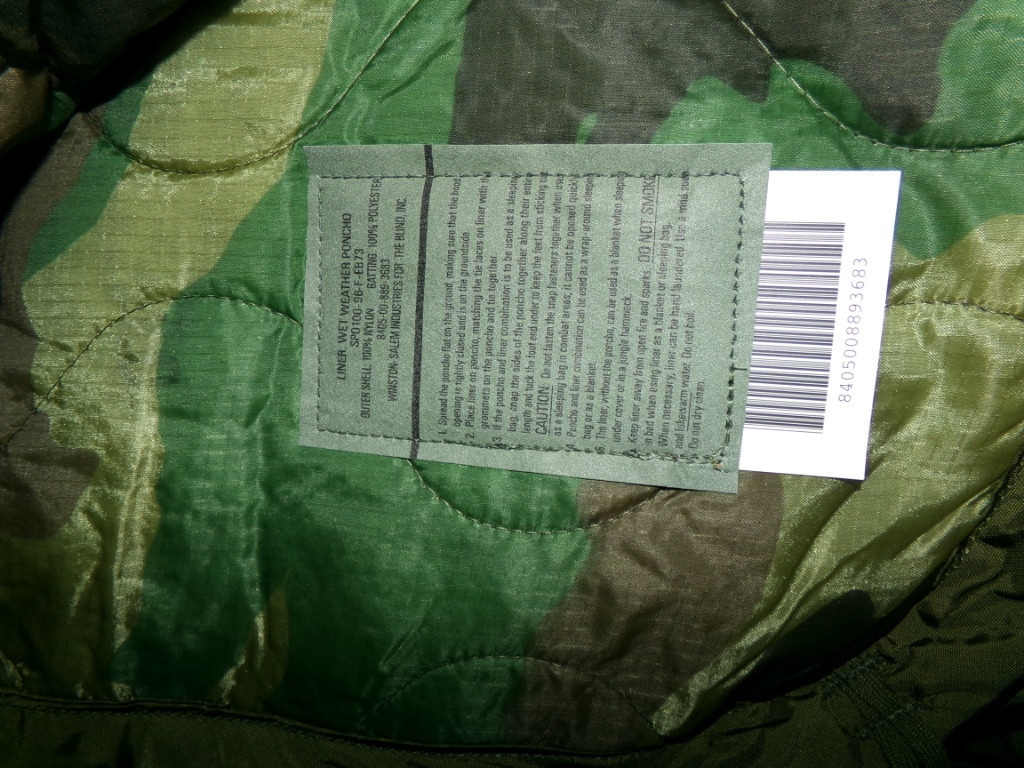 LINER WET WEATHER PONCHO
SPO100-96-F-EB73
OUTER SHELL: 100% NYLON BATTING 100% POLYESTER
8405-00-889-3683
WINSTON-SALEM INDUSTRIES FOR THE BLIND, INC.
1. Spread the poncho flat on the ground, making sure that the hood
opening is tightly closed and is on the groundside.
2. Place liner on poncho, matching the tie laces on liner with the
grommets on the poncho and tie together.
3. If the poncho and liner combination is to be used as a sleeping
bag, snap the sides of the poncho together along their entire
length and tuck the foot end under to keep the feet from sticking out
CAUTION: Do not fasten the snap fasteners together when used
as a sleeping bag in combat areas; it cannot be opened quickly
4. Poncho and liner combination can be used as a wrap-around sleeping
bag or as a blanket.
The liner, without the poncho, can be used as a blanket when sleeping
under cover or in a jungle hammock.
Keep liner away from open fire and sparks. DO NOT SMOKE
in bed when using liner as a blanket or sleeping bag.
When necessary, liner can be hand laundered. Use a mild soap
and lukewarm water. Do not boil.
Do not dry clean.
8405008893683